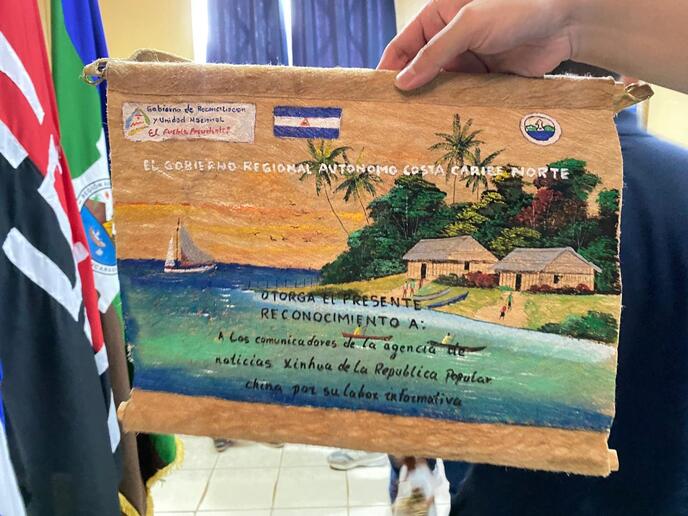 Gobierno de Reconciliacion
y Unidad Nacional
El Pueblo Presidente!
EL GOBIERNO REGIONAL AUTONOMO COSTA CARIBE NORTE
OTORGA EL PRESENTE
RECONOCIMIENTO A:
A Los comunicadores de la agencia de
noticias Xinhua de La Republica Popular
china por su labor informativa